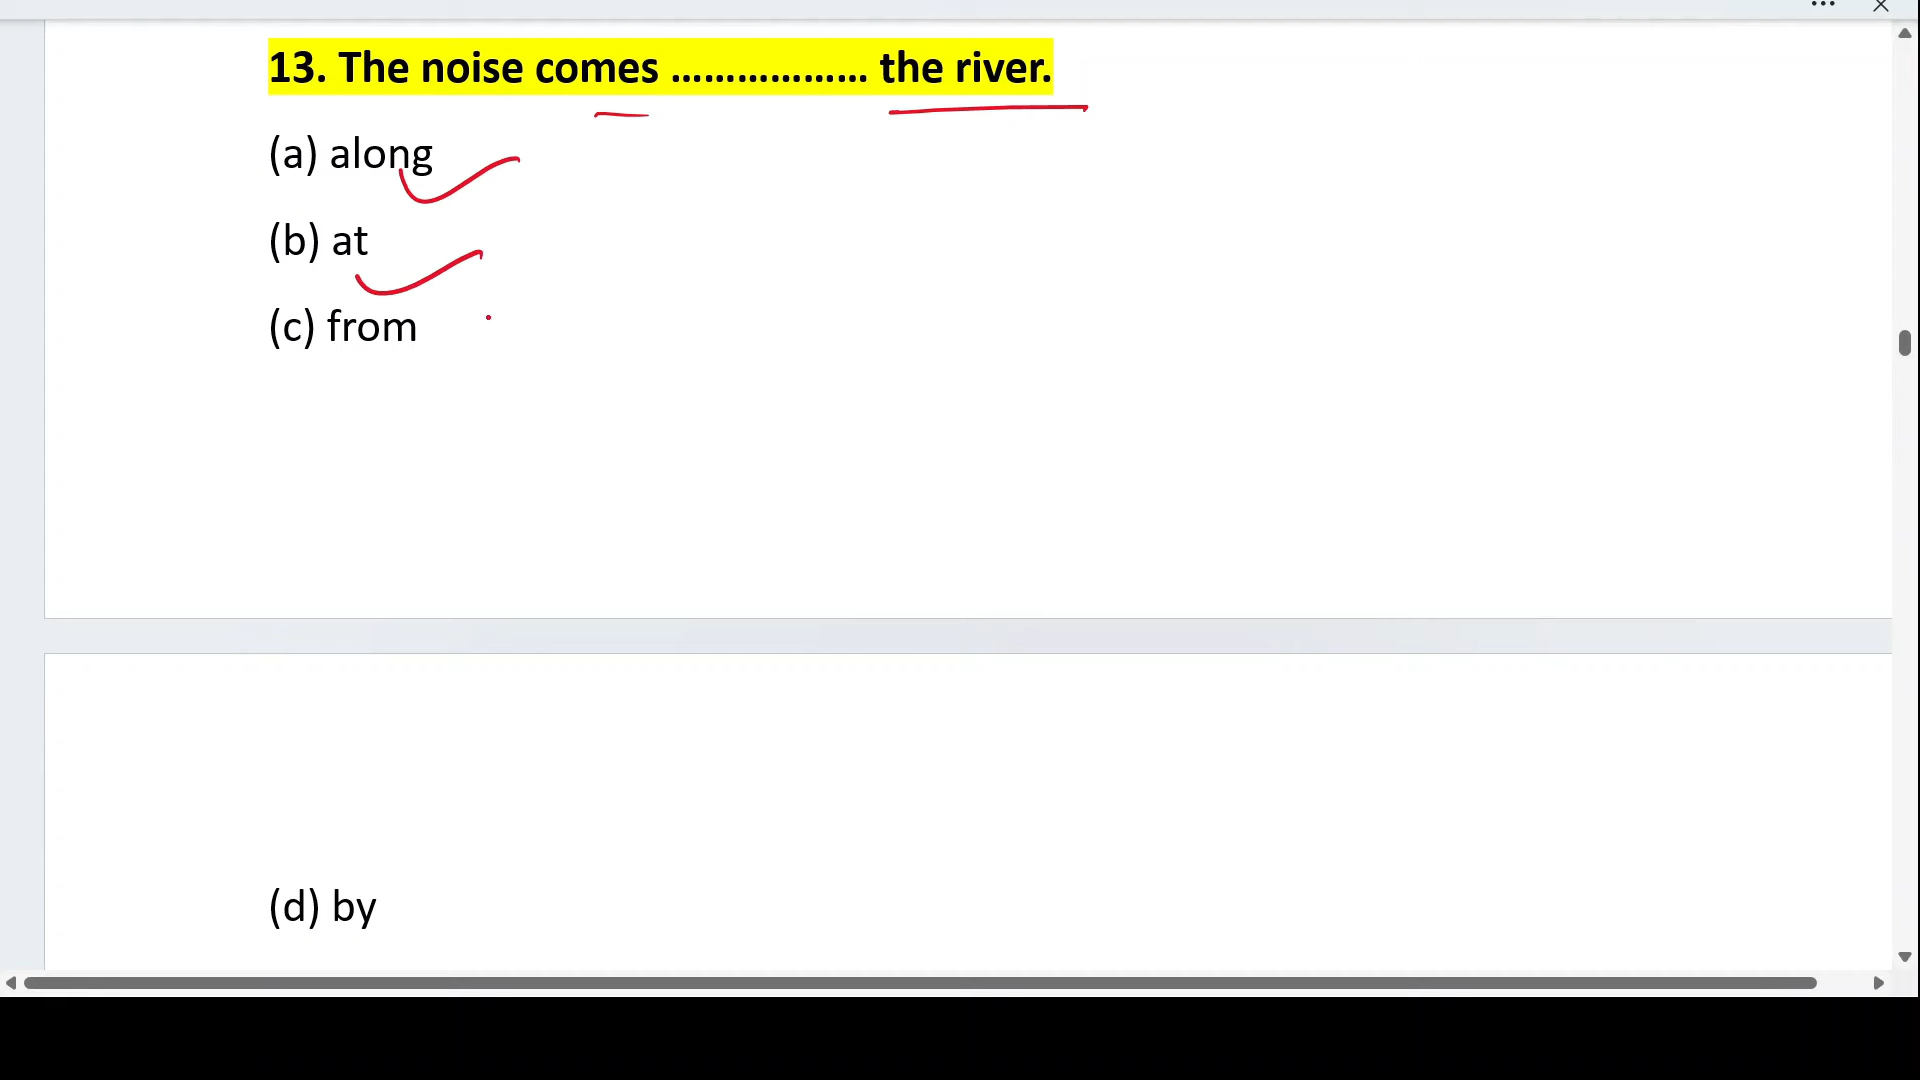 13. The noise comes .................. the river.
(a) along
(b) at
(c) from
(d) by